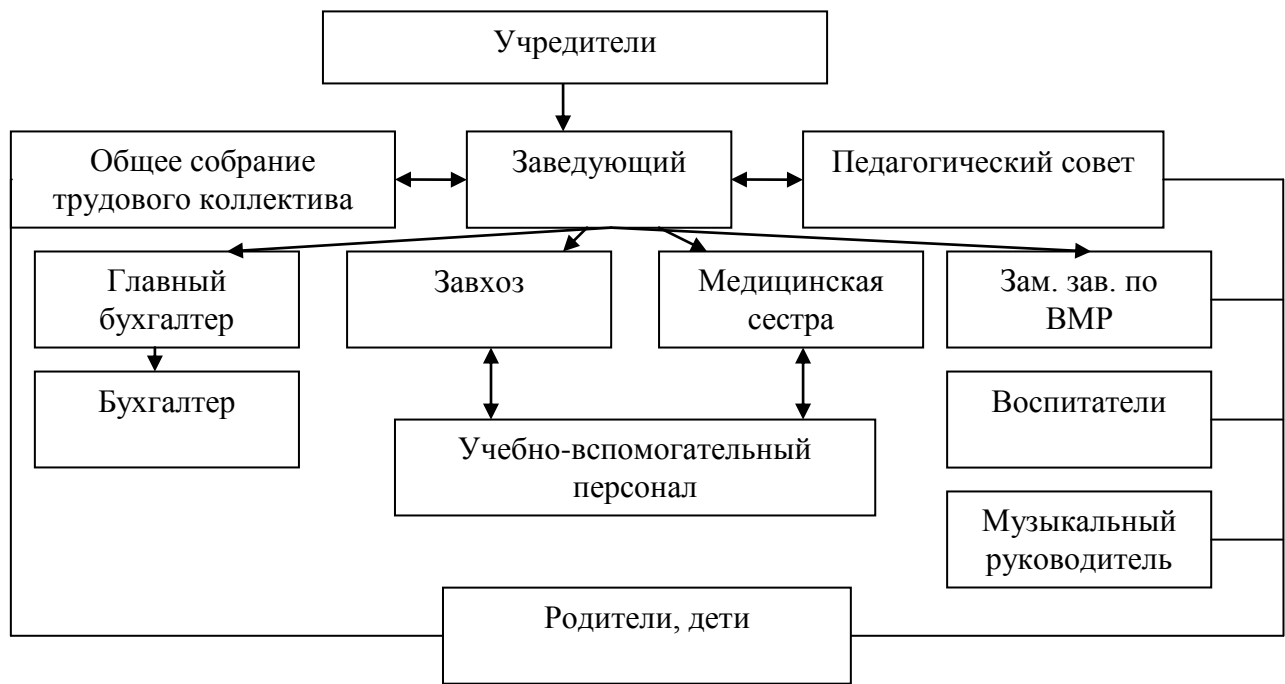 Учредители
Общее собрание
трудового коллектива
Заведующий
Педагогический совет
Главный
бухгалтер
Завхоз
Медицинская
сестра
Зам. зав. по
ВМР
Бухгалтер
Воспитатели
Учебно-вспомогательный
персонал
Музыкальный
руководитель
Родители, дети